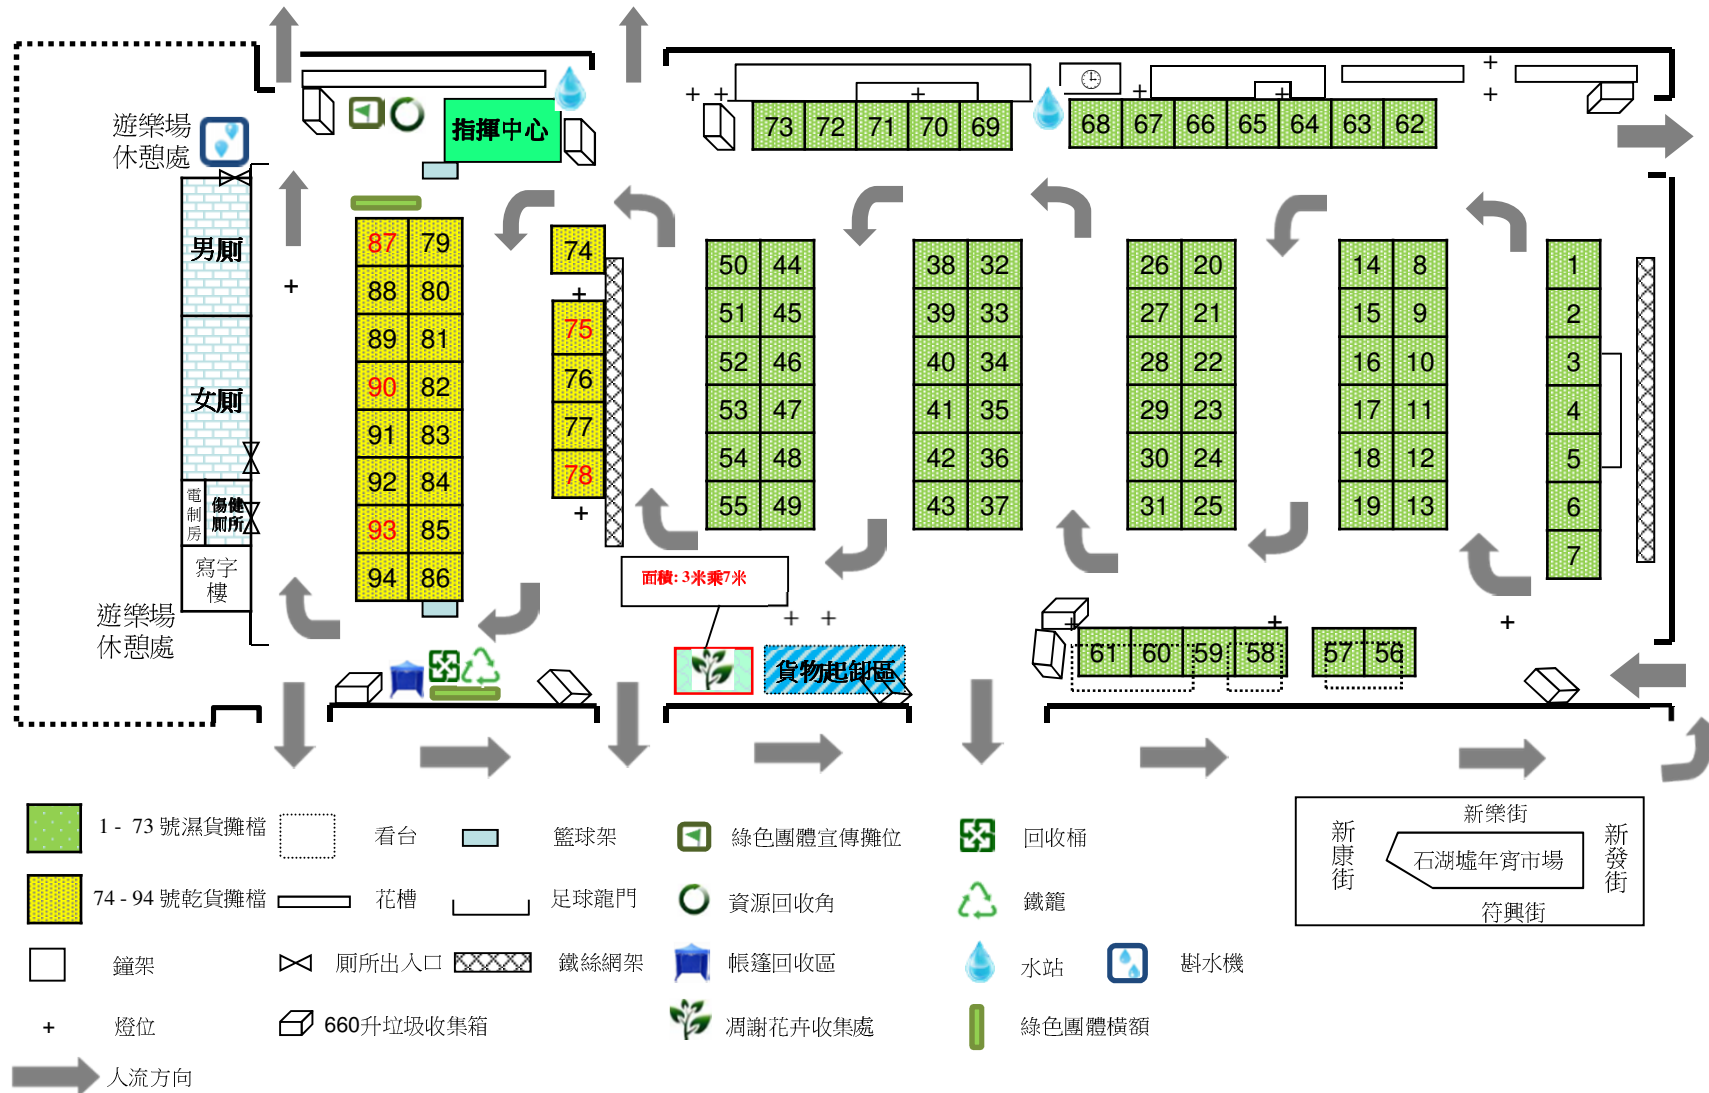 遊樂場
休憩處
指揮中心
73 72 71 70 69
68 67 66 65 64 63 62
男廁
女廁
電制房
傷健
廁所
寫字
樓
遊樂場
休憩處
87 79
88 80
89 81
90 82
91 83
92 84
93 85
94 86
74
75
76
77
78
50 44
51 45
52 46
53 47
54 48
55 49
38 32
39 33
40 34
41 35
42 36
43 37
26 20
27 21
28 22
29 23
30 24
31 25
14 8
15 9
16 10
17 11
18 12
19 13
1
2
3
4
5
6
7
面積: 3米乘7米
貨物起卸區
61 60 59 58
57 56
1 - 73 號濕貨攤檔
看台
籃球架
綠色團體宣傳攤位
回收桶
74 - 94 號乾貨攤檔
花槽
足球龍門
資源回收角
鐵籠
鐘架
廁所出入口
鐵絲網架
帳篷回收區
水站
斟水機
燈位
660升垃圾收集箱
凋謝花卉收集處
綠色團體橫額
人流方向
新樂街
新康街
石湖墟年宵市場
新發街
符興街